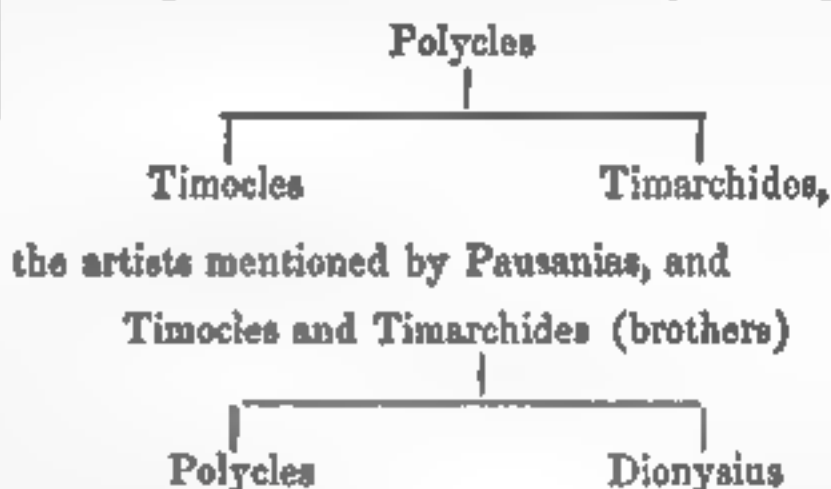 Polycles
Timocles Timarchides,
the artists mentioned by Pausanias, and
Timocles and Timarchides (brothers)
Polycles Dionysius